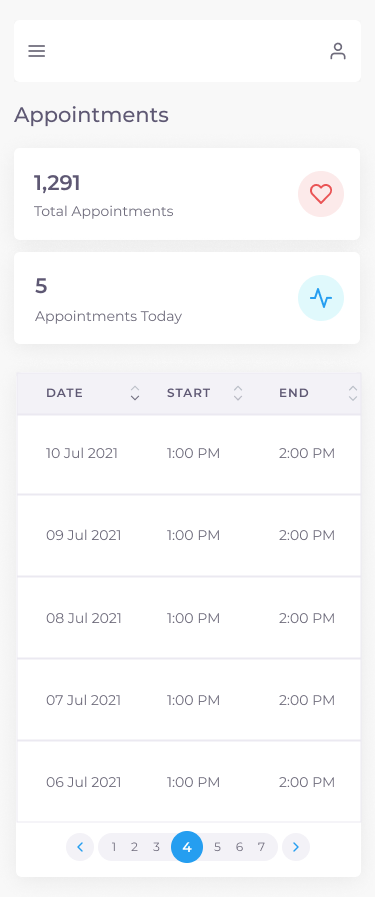 Appointments
1,291
Total Appointments
5
Appointments Today
DATE START END
10 Jul 2021 1:00 PM 2:00 PM
09 Jul 2021 1:00 PM 2:00 PM
08 Jul 2021 1:00 PM 2:00 PM
07 Jul 2021 1:00 PM 2:00 PM
06 Jul 2021 1:00 PM 2:00 PM
1 2 3 4 5 6 7